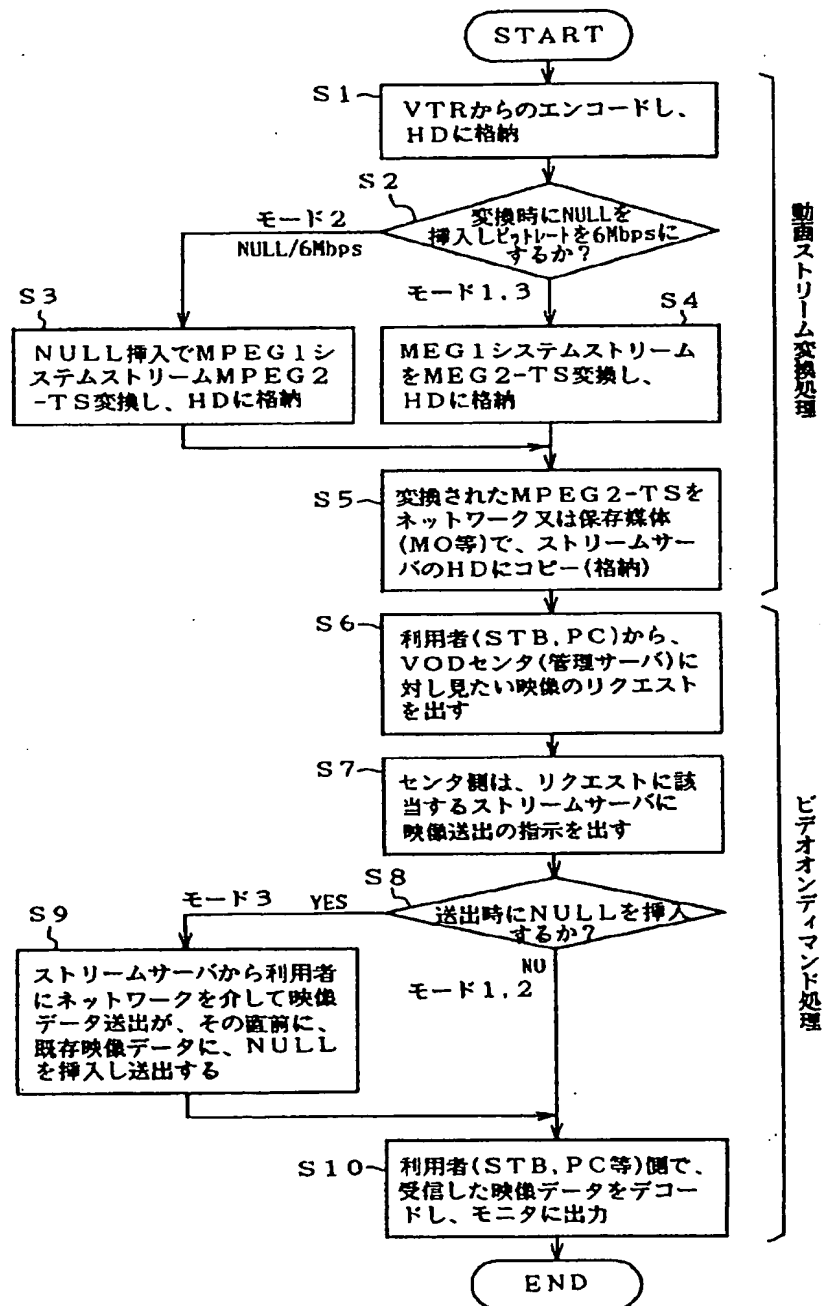 START
S1
VTRからのエンコードし、
HDに格納
S2
変換時にNULLを
挿入しビットレートを6Mbpsに
するか?
モード2
NULL/6Mbps
モード1,3
S3
NULL挿入でMPEG1シ
ステムストリームMPEG2
-TS変換し、HDに格納
S4
MEG1システムストリーム
をMEG2-TS変換し、
HDに格納
S5
変換されたMPEG2-TSを
ネットワーク又は保存媒体
(MO等)で、ストリームサー
バのHDにコピー(格納)
動画ストリーム変換処理
S6
利用者(STB,PC)から、
VODセンタ(管理サーバ)に
対し見たい映像のリクエスト
を出す
S7
センタ側は、リクエストに該
当するストリームサーバに
映像送出の指示を出す
S8
送出時にNULLを挿入
するか?
モード3 YES
NO
モード1,2
S9
ストリームサーバから利用者
にネットワークを介して映像
データ送出が、その直前に、
既存映像データに、NULL
を挿入し送出する
S10
利用者(STB,PC等)側で、
受信した映像データをデコー
ドし、モニタに出力
ビデオオンディマンド処理
END